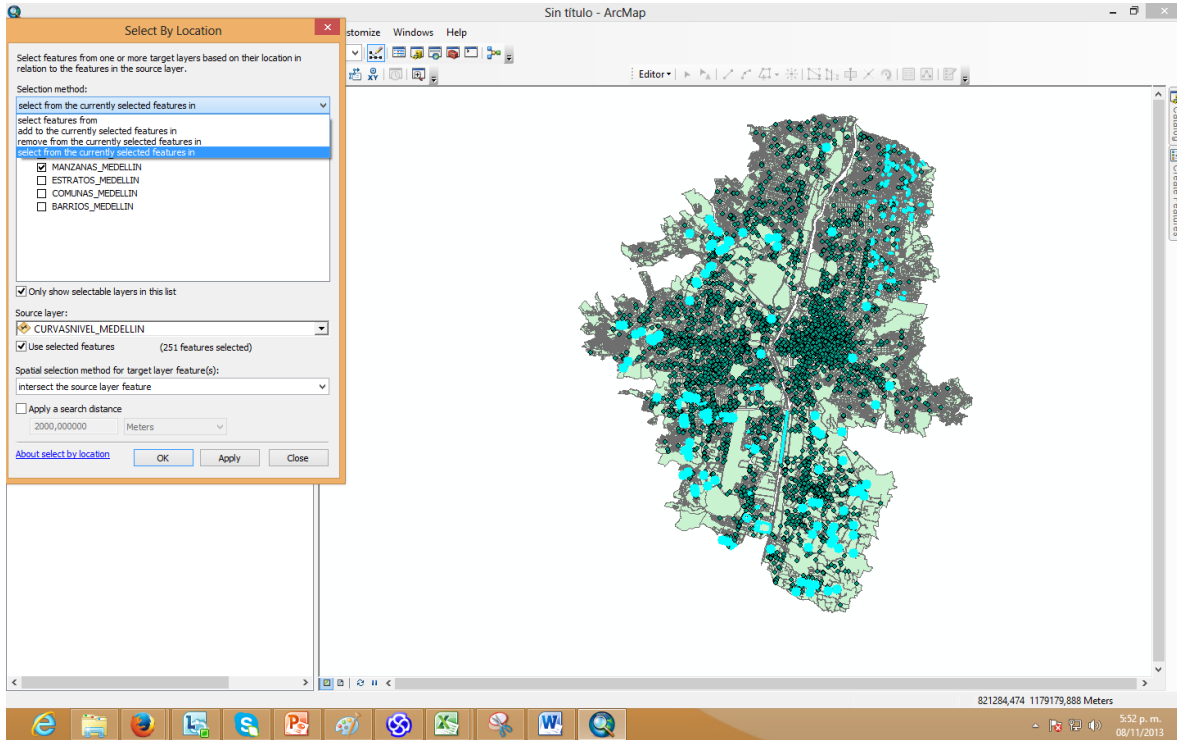 Sin título - ArcMap
Select By Location
stomize Windows Help
Select features from one or more target layers based on their location in
relation to the features in the source layer.
Selection method:
select from the currently selected features in
select features from
add to the currently selected features in
remove from the currently selected features in
select from the currently selected features in
MANZANAS_MEDELLIN
ESTRATOS_MEDELLIN
COMUNAS_MEDELLIN
BARRIOS_MEDELLIN
Only show selectable layers in this list
Source layer:
CURVASNIVEL_MEDELLIN
Use selected features (251 features selected)
Spatial selection method for target layer feature(s):
intersect the source layer feature
Apply a search distance
2000,000000 Meters
About select by location OK Apply Close
Editor
Catalog
Create Features
821284,474 1179179,888 Meters
5:52 p. m.
08/11/2013